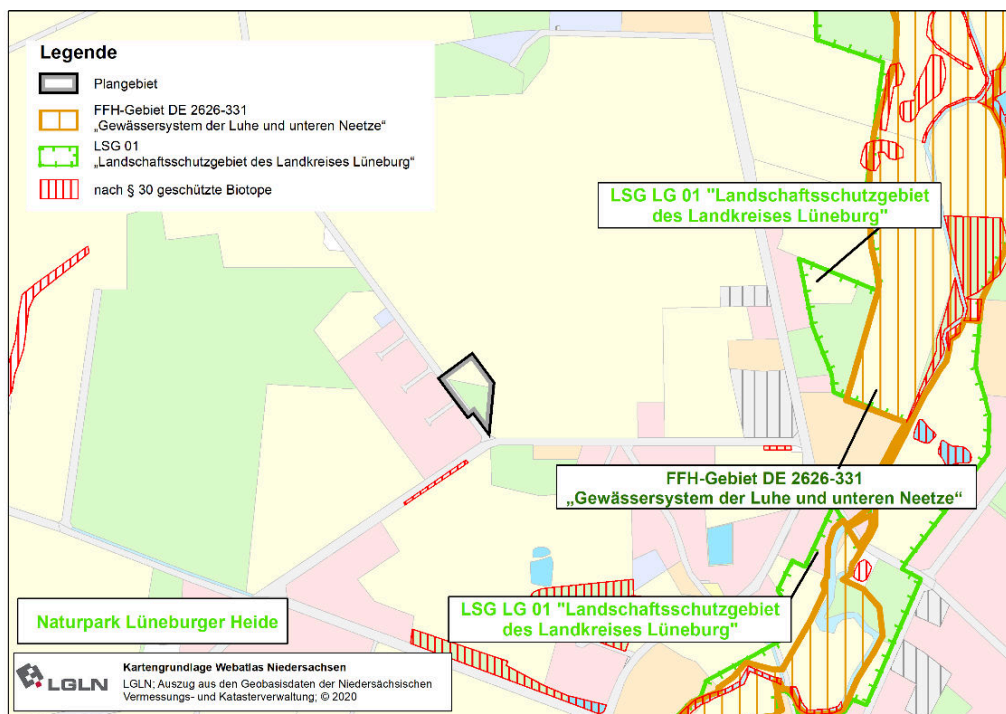 Legende
Plangebiet
FFH-Gebiet DE 2626-331
„Gewässersystem der Luhe und unteren Neetze“
LSG 01
„Landschaftsschutzgebiet des Landkreises Lüneburg“
nach § 30 geschützte Biotope
LSG LG 01 "Landschaftsschutzgebiet
des Landkreises Lüneburg"
FFH-Gebiet DE 2626-331
„Gewässersystem der Luhe und unteren Neetze“
LSG LG 01 "Landschaftsschutzgebiet
des Landkreises Lüneburg"
Naturpark Lüneburger Heide
LGLN
Kartengrundlage Webatlas Niedersachsen
LGLN; Auszug aus den Geobasisdaten der Niedersächsischen
Vermessungs- und Katasterverwaltung; © 2020